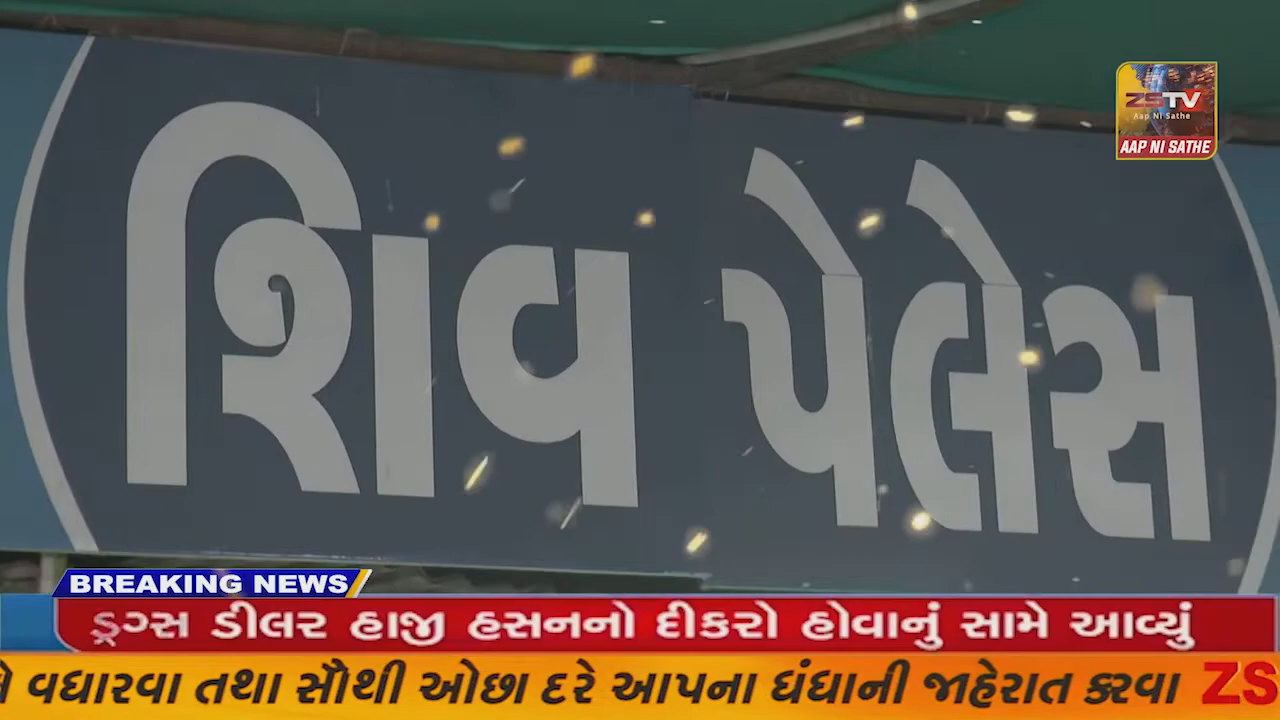 ZSTV
Aap Ni Sathe
AAP NI SATHE
શિવ પેલેસ
BREAKING NEWS
ડ્રગ્સ ડીલર હાજી હસનનો દીકરો હોવાનું સામે આવ્યું
વધારવા તથા સૌથી ઓછા દરે આપના ધંધાની જાહેરાત કરવા ZS